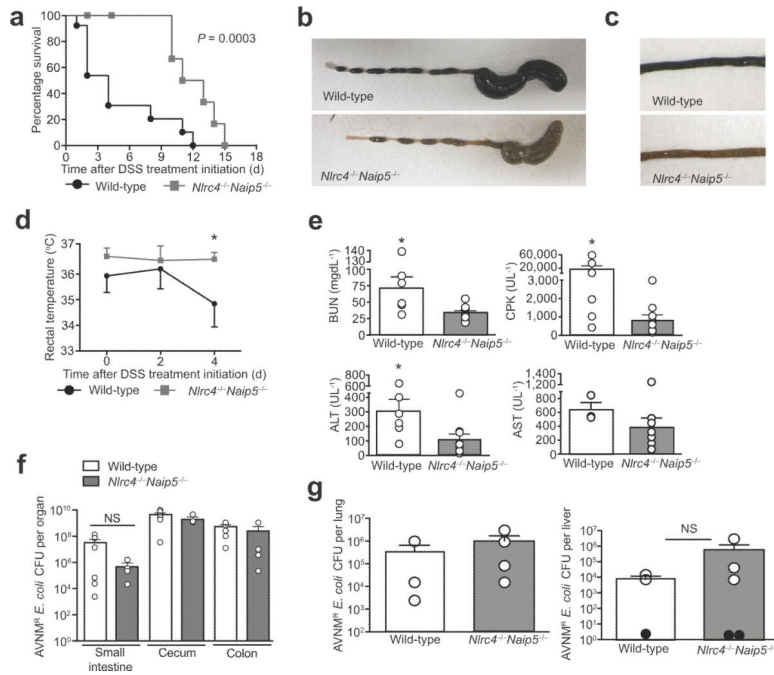 a
Percentage survival
100
80
60
40
20
0
P = 0.0003
0 3 6 9 12 15 18
Time after DSS treatment initiation (d)
Wild-type Nlrc4⁻/⁻Naip5⁻/⁻
b
Wild-type
Nlrc4⁻/⁻Naip5⁻/⁻
c
Wild-type
Nlrc4⁻/⁻Naip5⁻/⁻
d
Rectal temperature (°C)
37
36
35
34
33
*
0 2 4
Time after DSS treatment initiation (d)
Wild-type Nlrc4⁻/⁻Naip5⁻/⁻
e
BUN (mgdL⁻¹)
140
120
100
75
50
25
0
*
Wild-type Nlrc4⁻/⁻Naip5⁻/⁻
CPK (UL⁻¹)
60,000
20,000
3,000
2,000
1,000
0
*
Wild-type Nlrc4⁻/⁻Naip5⁻/⁻
ALT (UL⁻¹)
800
600
400
300
200
100
0
*
Wild-type Nlrc4⁻/⁻Naip5⁻/⁻
AST (UL⁻¹)
1,400
1,200
800
600
400
200
0
Wild-type Nlrc4⁻/⁻Naip5⁻/⁻
f
Wild-type
Nlrc4⁻/⁻Naip5⁻/⁻
AVNMᴿ E. coli CFU per organ
10¹⁰
10⁸
10⁶
10⁴
10²
10⁰
NS
Small intestine Cecum Colon
g
AVNMᴿ E. coli CFU per lung
10⁷
10⁶
10⁵
10⁴
10³
10²
Wild-type Nlrc4⁻/⁻Naip5⁻/⁻
AVNMᴿ E. coli CFU per liver
10⁷
10⁶
10⁵
10⁴
10³
10²
10¹
10⁰
NS
Wild-type Nlrc4⁻/⁻Naip5⁻/⁻